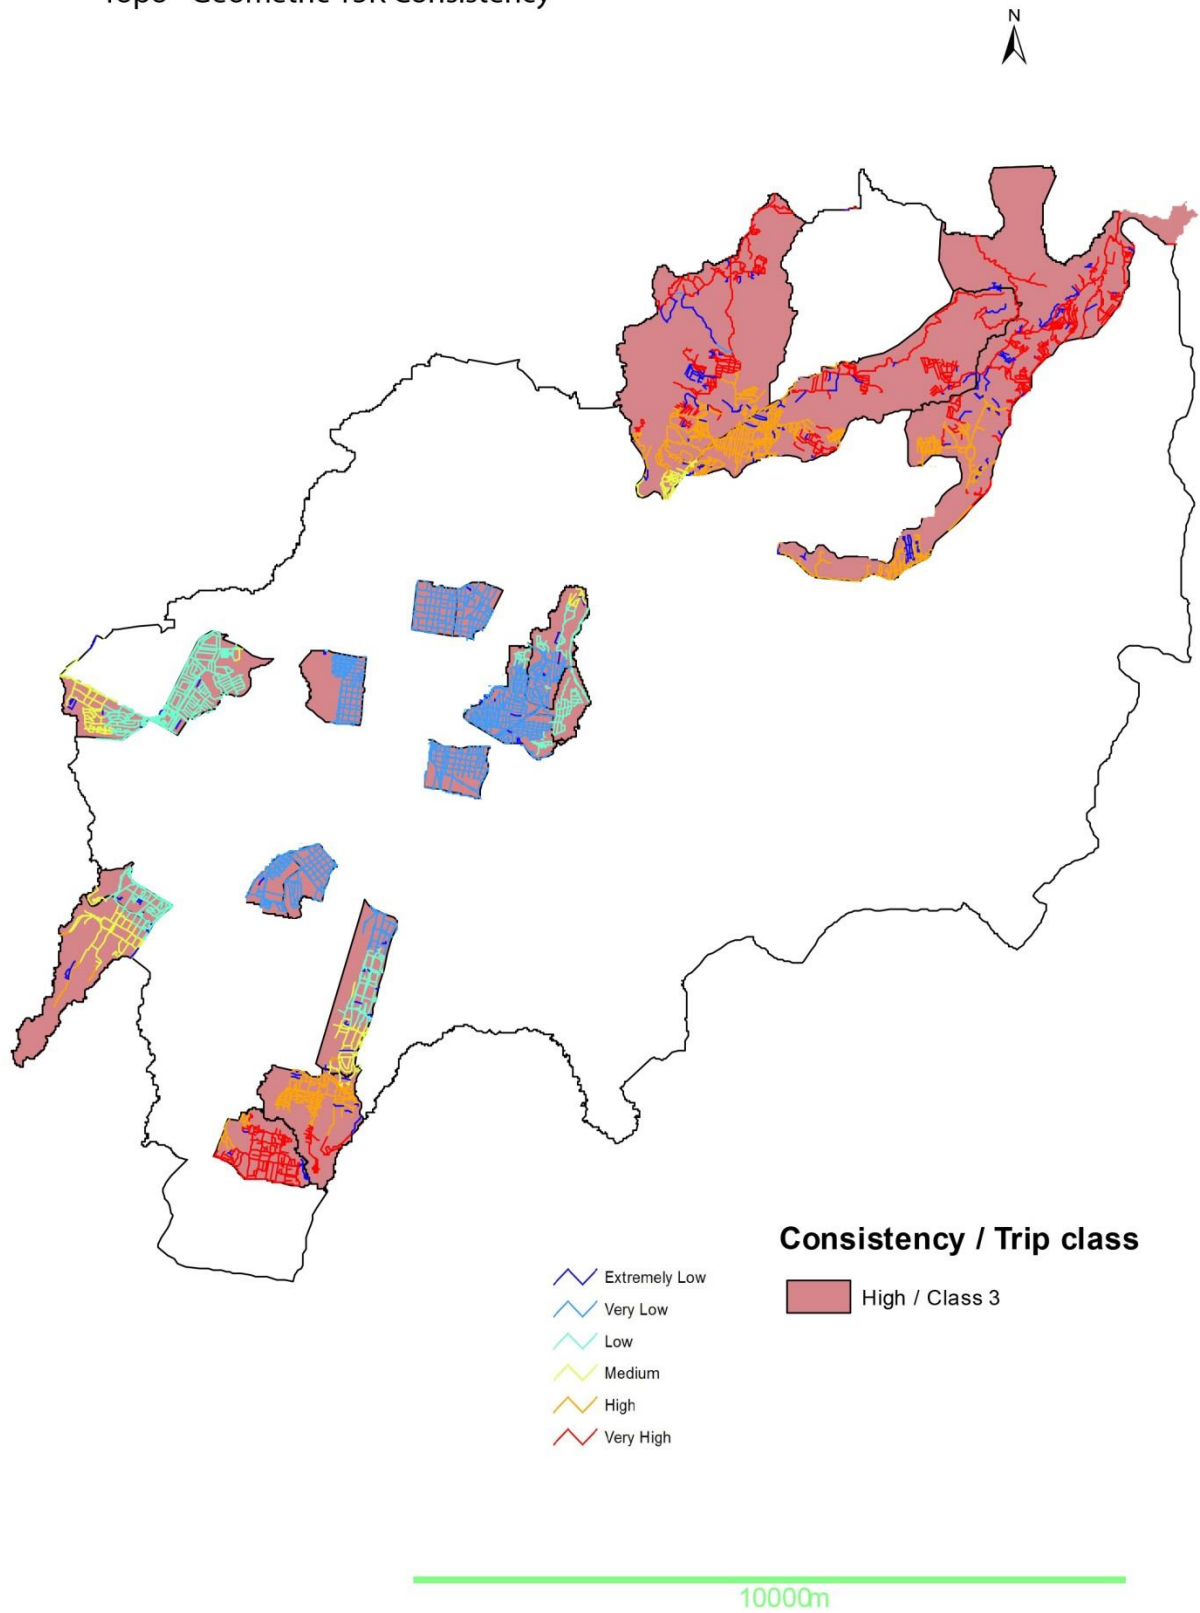 N
Consistency / Trip class
High / Class 3
Extremely Low
Very Low
Low
Medium
High
Very High
10000m